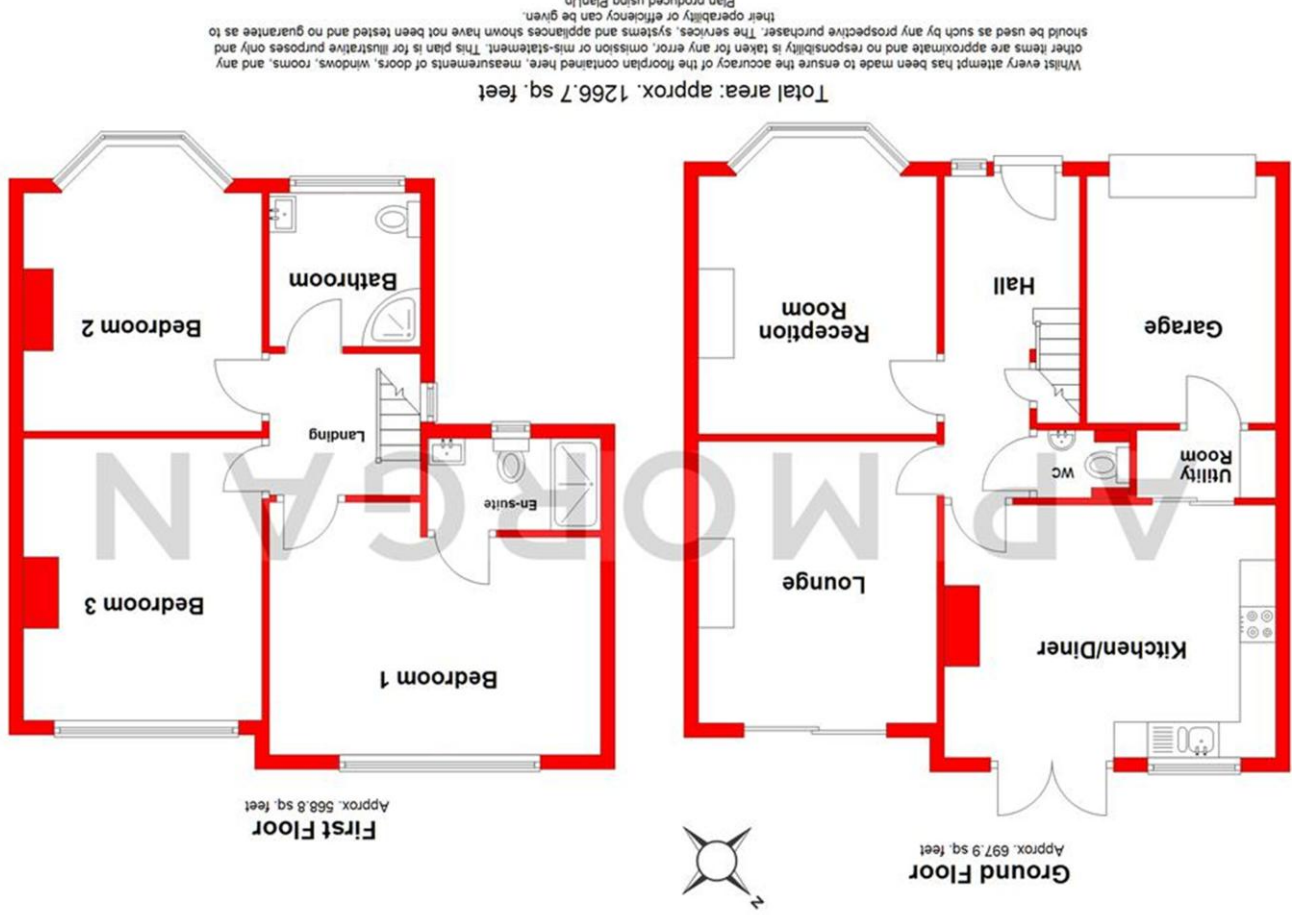 Ground Floor
Approx. 697.9 sq. feet
N
Kitchen/Diner
Lounge
Utility
Room
WC
Garage
Hall
Reception
Room
First Floor
Approx. 568.8 sq. feet
Bedroom 1
Bedroom 3
En-suite
Landing
Bedroom 2
Bathroom
AP MORGAN
Total area: approx. 1266.7 sq. feet
Whilst every attempt has been made to ensure the accuracy of the floorplan contained here, measurements of doors, windows, rooms, and any
other items are approximate and no responsibility is taken for any error, omission or mis-statement. This plan is for illustrative purposes only and
should be used as such by any prospective purchaser. The services, systems and appliances shown have not been tested and no guarantee as to
their operability or efficiency can be given.
Plan produced using PlanUp.